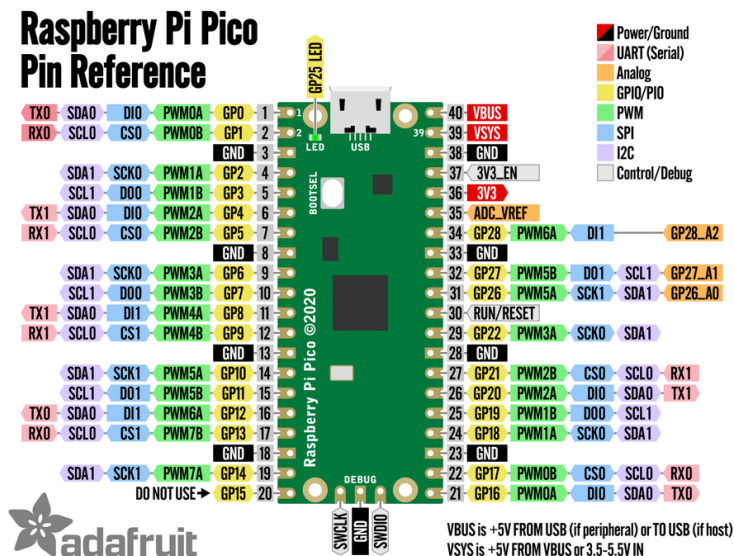 Raspberry Pi Pico
Pin Reference
GP25 LED
Power/Ground
UART (Serial)
Analog
GPIO/PIO
PWM
SPI
I2C
Control/Debug
TX0 SDA0 DI0 PWM0A GP0 1
RX0 SCL0 CS0 PWM0B GP1 2
GND 3
SDA1 SCK0 PWM1A GP2 4
SCL1 DO0 PWM1B GP3 5
TX1 SDA0 DI0 PWM2A GP4 6
RX1 SCL0 CS0 PWM2B GP5 7
GND 8
SDA1 SCK0 PWM3A GP6 9
SCL1 DO0 PWM3B GP7 10
TX1 SDA0 DI1 PWM4A GP8 11
RX1 SCL0 CS1 PWM4B GP9 12
GND 13
SDA1 SCK1 PWM5A GP10 14
SCL1 DO1 PWM5B GP11 15
TX0 SDA0 DI1 PWM6A GP12 16
RX0 SCL0 CS1 PWM7B GP13 17
GND 18
SDA1 SCK1 PWM7A GP14 19
DO NOT USE GP15 20
1
2
39
LED
USB
BOOTSEL
Raspberry Pi Pico ©2020
DEBUG
SWCLK
GND
SWDIO
40 VBUS
39 VSYS
38 GND
37 3V3_EN
36 3V3
35 ADC_VREF
34 GP28 PWM6A DI1 GP28_A2
33 GND
32 GP27 PWM5B DO1 SCL1 GP27_A1
31 GP26 PWM5A SCK1 SDA1 GP26_A0
30 RUN/RESET
29 GP22 PWM3A SCK0 SDA1
28 GND
27 GP21 PWM2B CS0 SCL0 RX1
26 GP20 PWM2A DI0 SDA0 TX1
25 GP19 PWM1B DO0 SCL1
24 GP18 PWM1A SCK0 SDA1
23 GND
22 GP17 PWM0B CS0 SCL0 RX0
21 GP16 PWM0A DI0 SDA0 TX0
adafruit
VBUS is +5V FROM USB (if peripheral) or TO USB (if host)
VSYS is +5V FROM VBUS or 3.5-5.5V IN